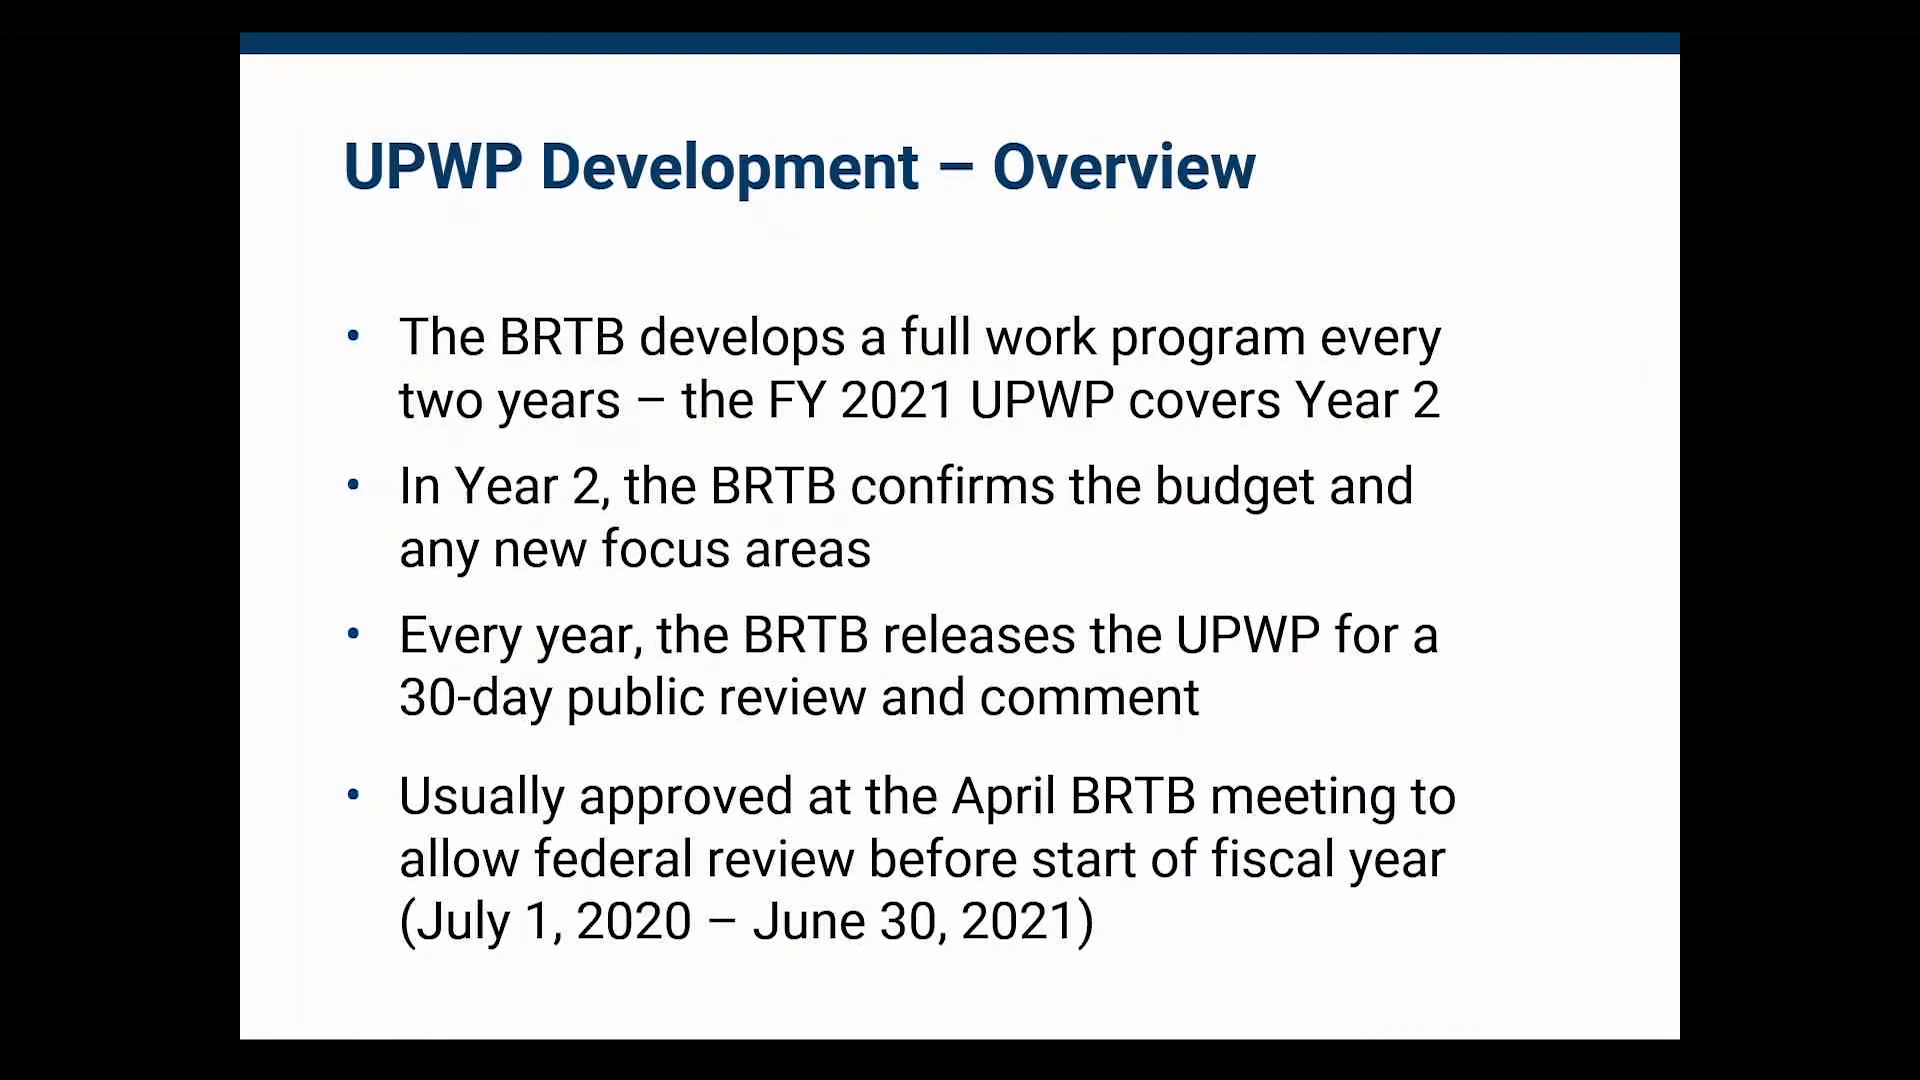 UPWP Development – Overview
• The BRTB develops a full work program every
two years – the FY 2021 UPWP covers Year 2
• In Year 2, the BRTB confirms the budget and
any new focus areas
• Every year, the BRTB releases the UPWP for a
30-day public review and comment
• Usually approved at the April BRTB meeting to
allow federal review before start of fiscal year
(July 1, 2020 – June 30, 2021)